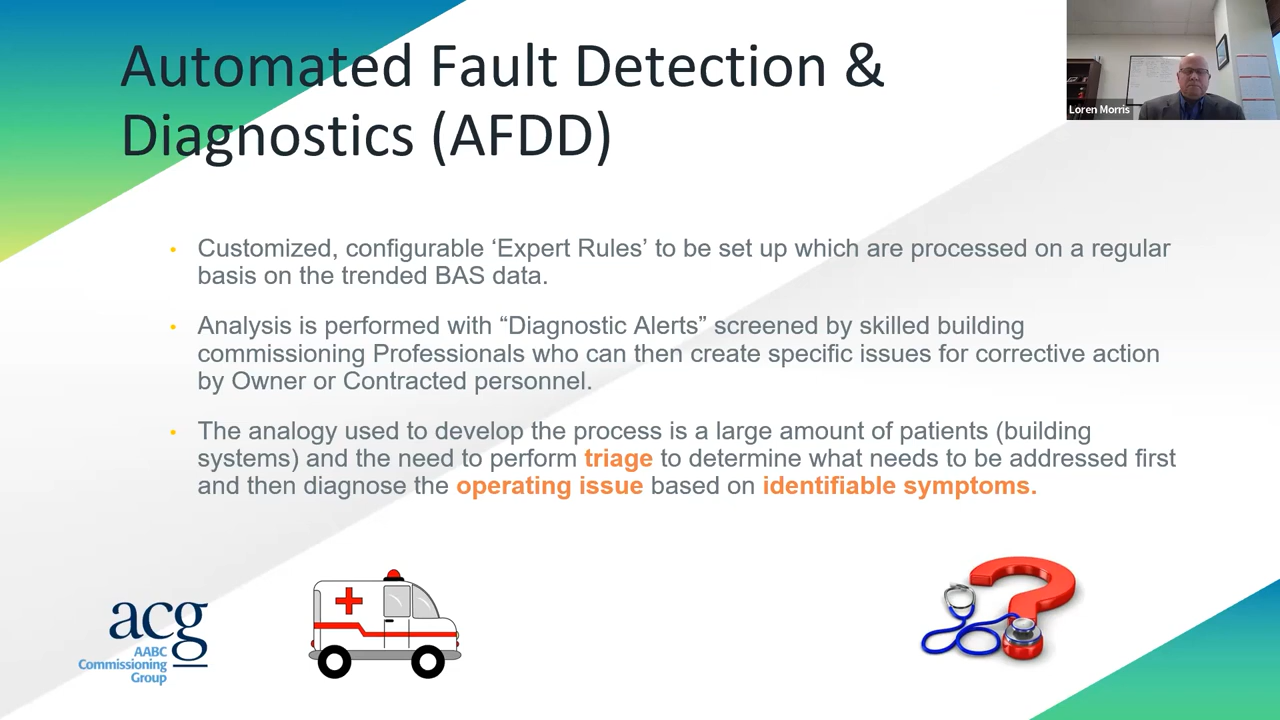 Automated Fault Detection &
Diagnostics (AFDD)
Loren Morris
• Customized, configurable ‘Expert Rules’ to be set up which are processed on a regular
basis on the trended BAS data.
• Analysis is performed with “Diagnostic Alerts” screened by skilled building
commissioning Professionals who can then create specific issues for corrective action
by Owner or Contracted personnel.
• The analogy used to develop the process is a large amount of patients (building
systems) and the need to perform triage to determine what needs to be addressed first
and then diagnose the operating issue based on identifiable symptoms.
acg
AABC
Commissioning
Group